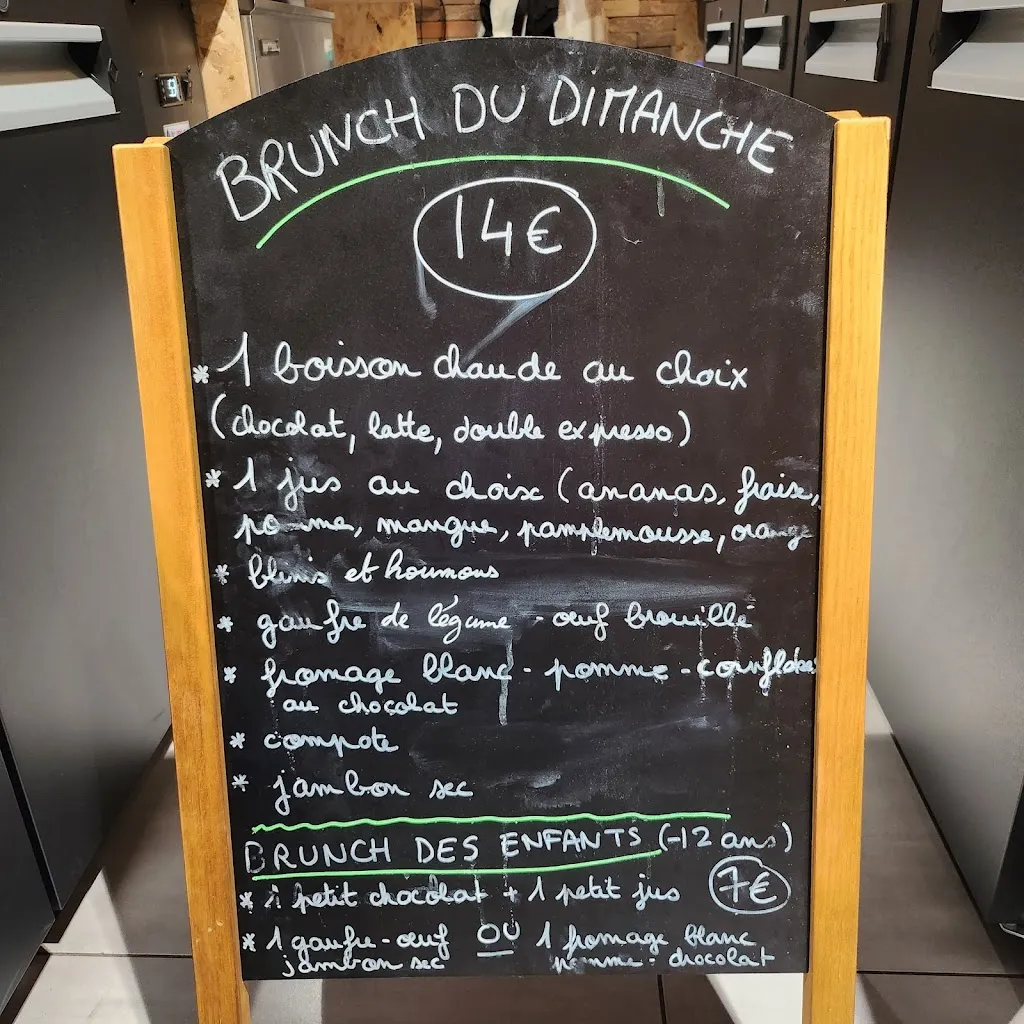 BRUNCH DU DIMANCHE
14€
* 1 boisson chaude au choix
(chocolat, latte, double expresso)
* 1 jus au choix (ananas, fraise,
pomme, mangue, pamplemousse, orange
* blinis et houmous
* gaufre de légume - œuf brouillé
* fromage blanc - pomme - cornflakes
au chocolat
* compote
* jambon sec
BRUNCH DES ENFANTS (-12 ans)
7€
* 1 petit chocolat + 1 petit jus
* 1 gaufre - œuf OU 1 fromage blanc
jambon sec pomme - chocolat